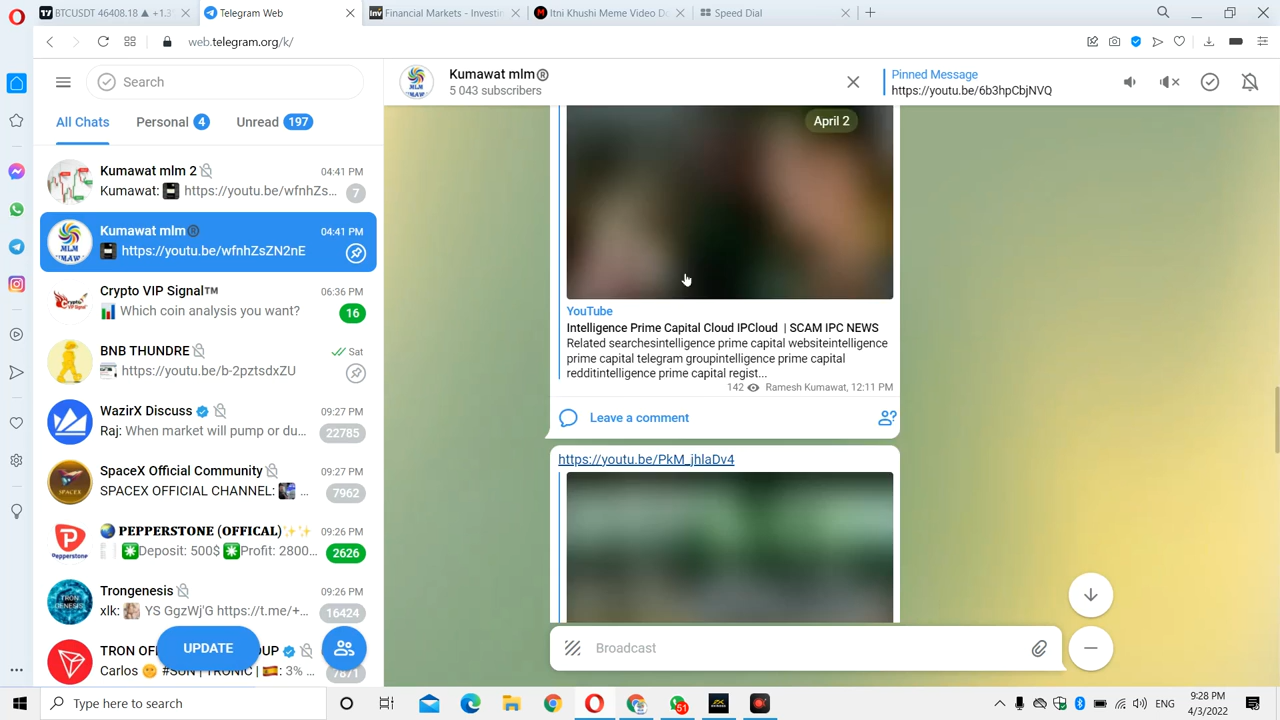 BTCUSDT 46408.18 ▲ +1.3
Telegram Web
Financial Markets - Investin
Itni Khushi Meme Video D
Speed Dial
web.telegram.org/k/
Search
All Chats
Personal 4
Unread 197
Kumawat mlm 2
04:41 PM
Kumawat: https://youtu.be/wfnhZs...
7
Kumawat mlm®
04:41 PM
https://youtu.be/wfnhZsZN2nE
Crypto VIP Signal™
06:36 PM
📊 Which coin analysis you want?
16
BNB THUNDRE
Sat
https://youtu.be/b-2pztsdxZU
WazirX Discuss
09:27 PM
Raj: When market will pump or du...
22785
SpaceX Official Community
09:27 PM
SPACEX OFFICIAL CHANNEL: ...
7962
🌏 PEPPERSTONE (OFFICAL)✨✨
09:26 PM
✳️Deposit: 500$ ✳️Profit: 2800...
2626
Trongenesis
09:26 PM
xlk: YS GgzWj'G https://t.me/+...
16424
TRON OF
UP
09:26 PM
Carlos 🌞 #SUN | TRONIC | 🇪🇸: 3% ...
7871
UPDATE
Kumawat mlm®
5 043 subscribers
Pinned Message
https://youtu.be/6b3hpCbjNVQ
April 2
YouTube
Intelligence Prime Capital Cloud IPCloud | SCAM IPC NEWS
Related searchesintelligence prime capital websiteintelligence
prime capital telegram groupintelligence prime capital
redditintelligence prime capital regist...
142 Ramesh Kumawat, 12:11 PM
Leave a comment
https://youtu.be/PkM_jhlaDv4
Broadcast
Type here to search
51
ENG
9:28 PM
4/3/2022